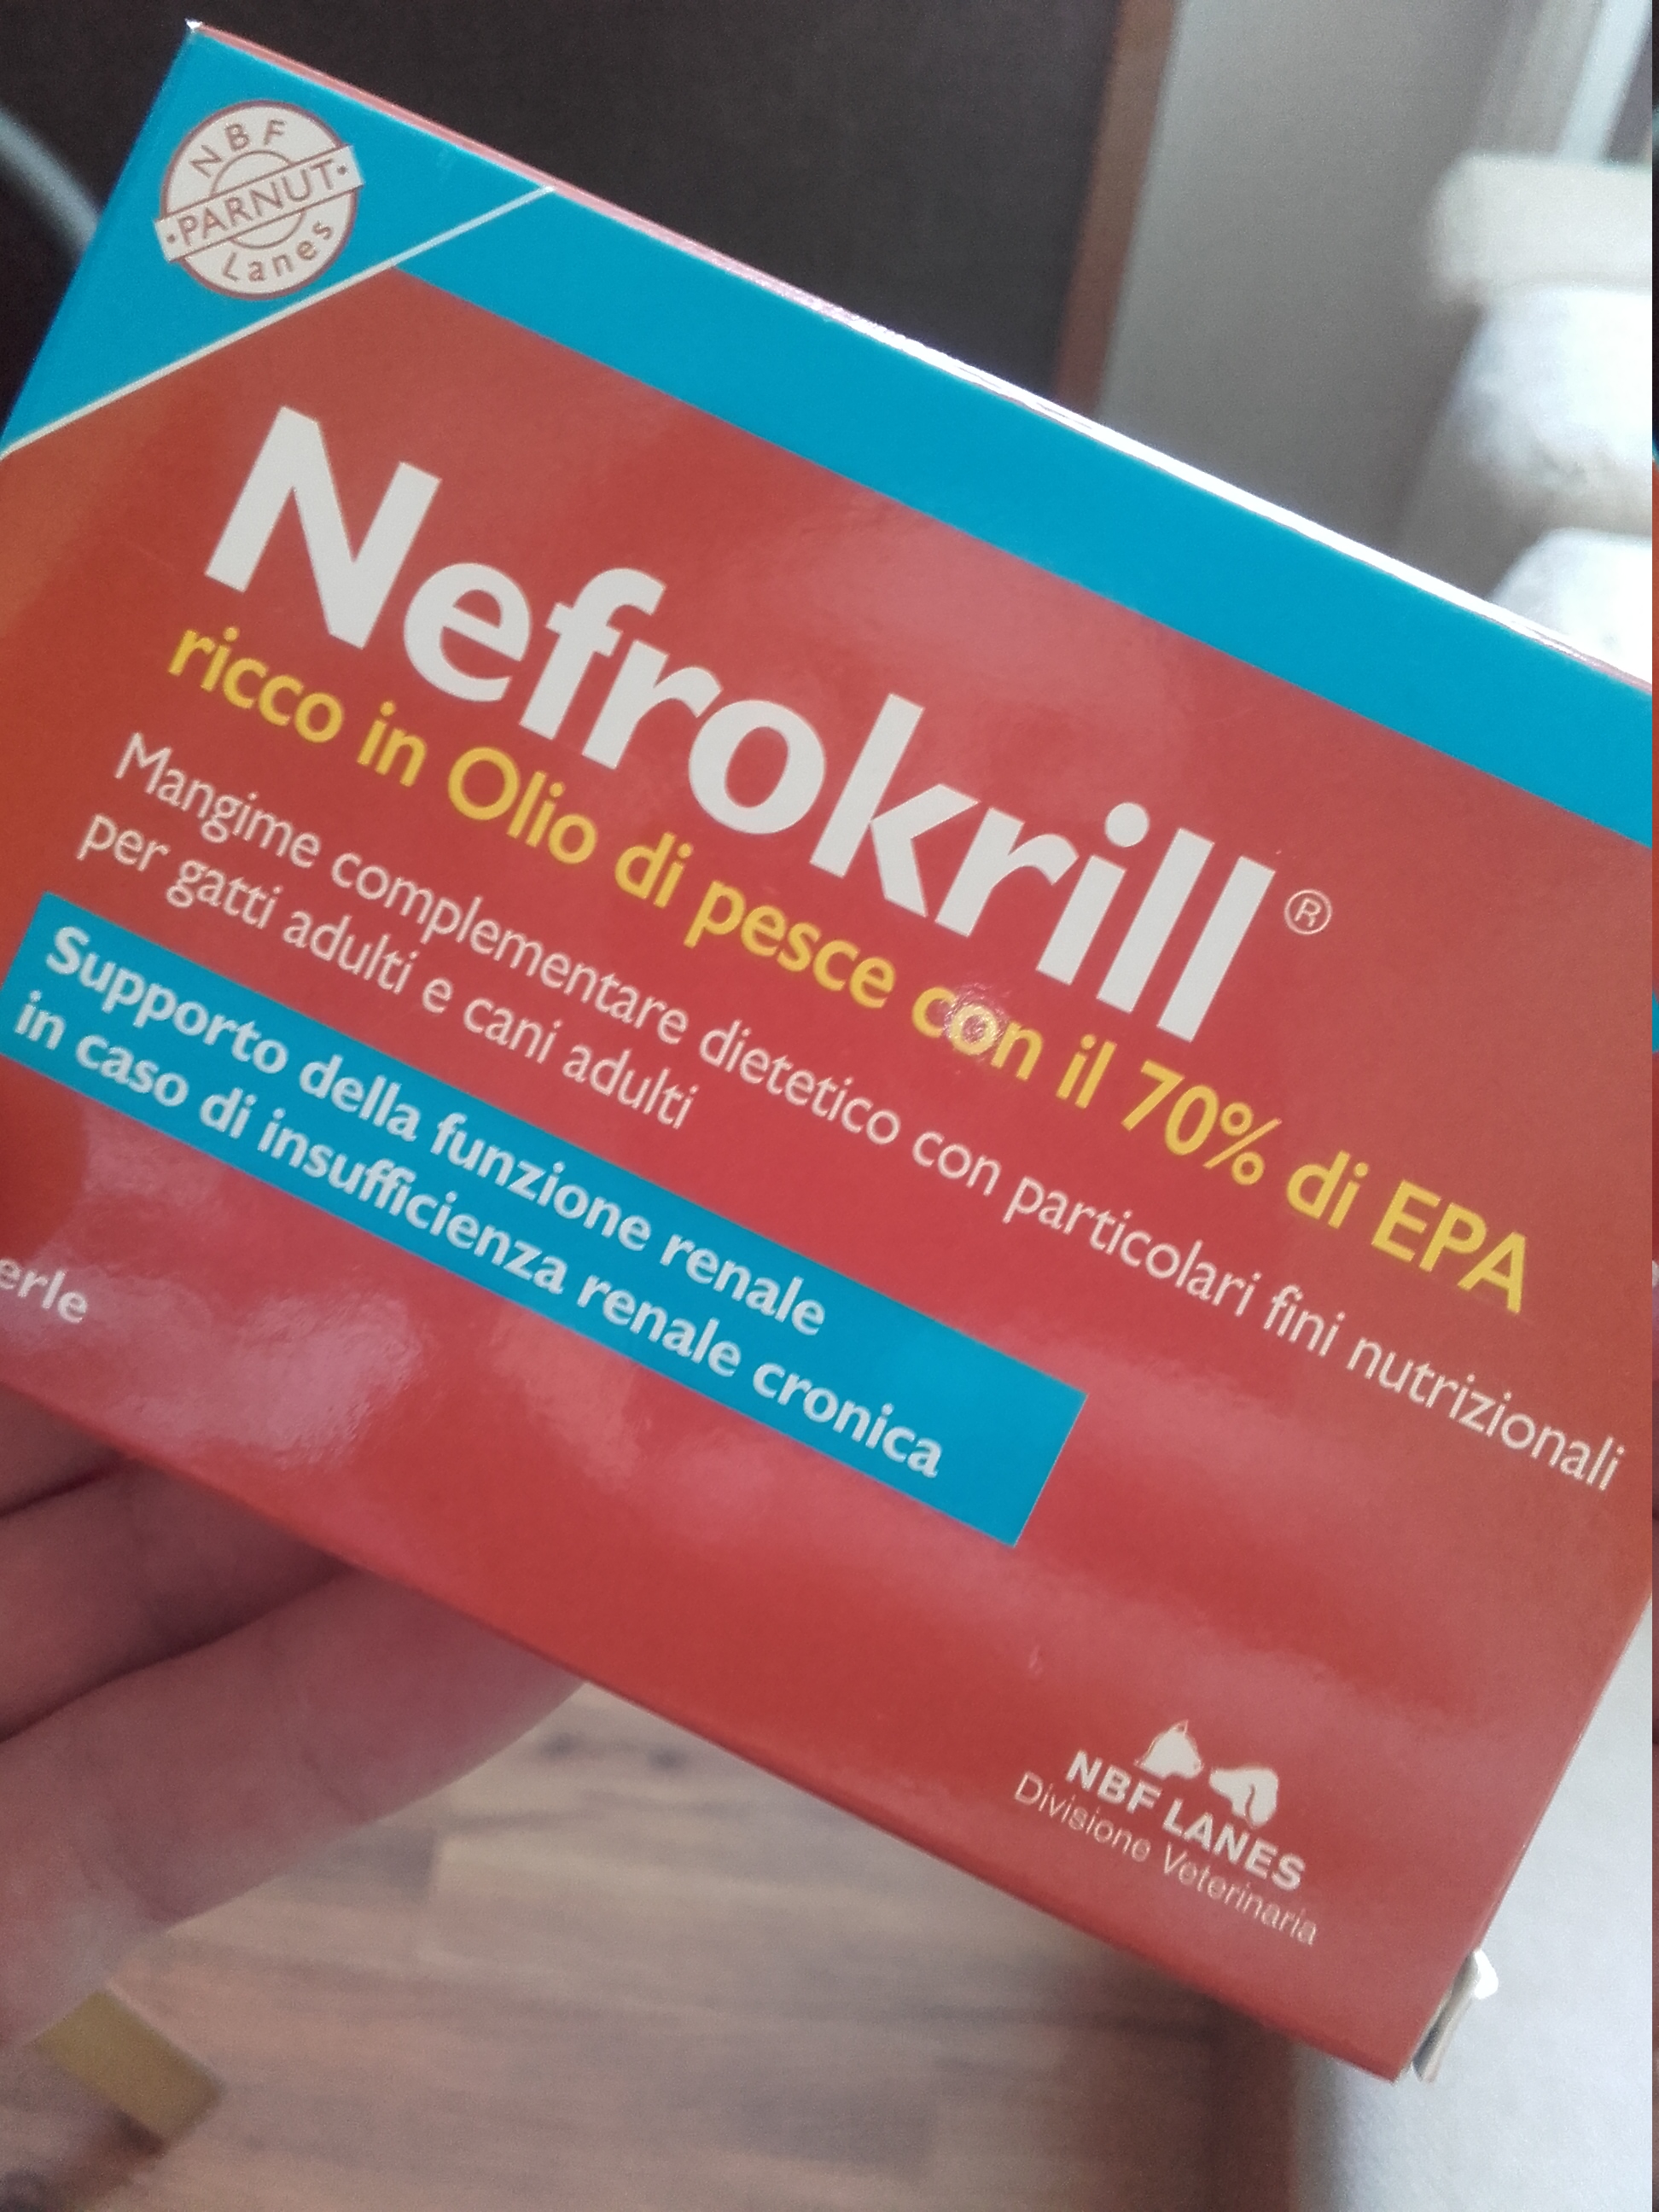 NBF
•PARNUT•
Lanes
Nefrokrill®
ricco in Olio di pesce con il 70% di EPA
Mangime complementare dietetico con particolari fini nutrizionali
per gatti adulti e cani adulti
Supporto della funzione renale
in caso di insufficienza renale cronica
erle
NBF LANES
Divisione Veterinaria